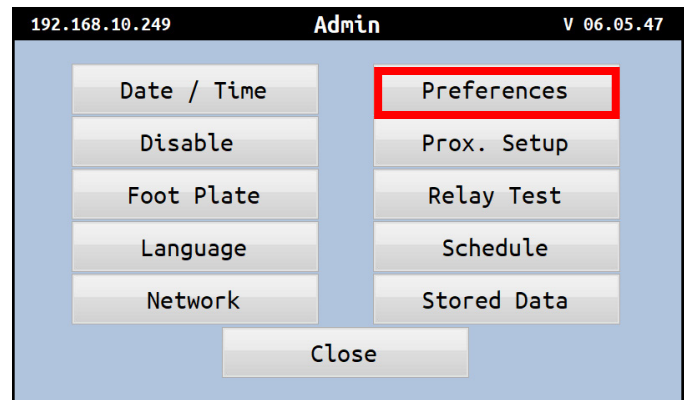 192.168.10.249 Admin V 06.05.47
Date / Time Preferences
Disable Prox. Setup
Foot Plate Relay Test
Language Schedule
Network Stored Data
Close